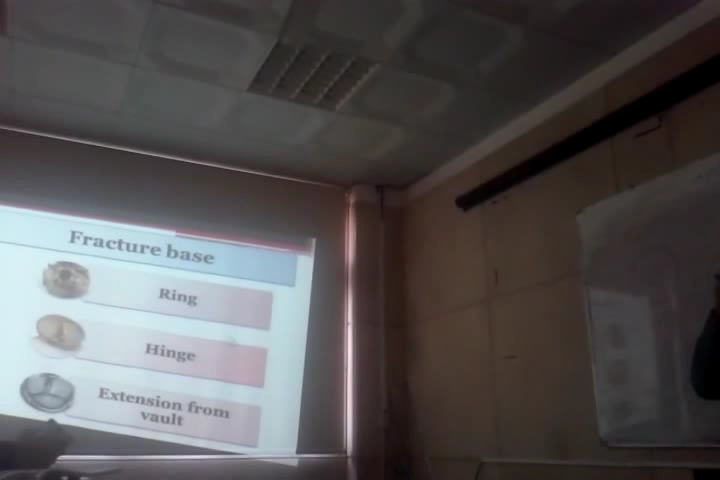 Fracture base
Ring
Hinge
Extension from
vault